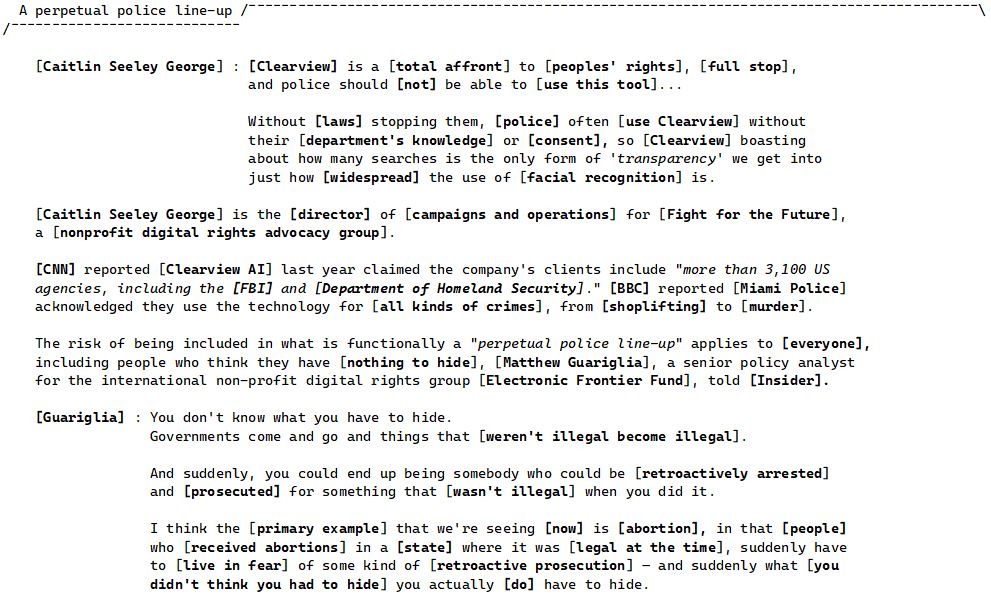 A perpetual police line-up
[Caitlin Seeley George] : [Clearview] is a [total affront] to [peoples' rights], [full stop],
and police should [not] be able to [use this tool]...
Without [laws] stopping them, [police] often [use Clearview] without
their [department's knowledge] or [consent], so [Clearview] boasting
about how many searches is the only form of 'transparency' we get into
just how [widespread] the use of [facial recognition] is.
[Caitlin Seeley George] is the [director] of [campaigns and operations] for [Fight for the Future],
a [nonprofit digital rights advocacy group].
[CNN] reported [Clearview AI] last year claimed the company's clients include "more than 3,100 US
agencies, including the [FBI] and [Department of Homeland Security]." [BBC] reported [Miami Police]
acknowledged they use the technology for [all kinds of crimes], from [shoplifting] to [murder].
The risk of being included in what is functionally a "perpetual police line-up" applies to [everyone],
including people who think they have [nothing to hide], [Matthew Guariglia], a senior policy analyst
for the international non-profit digital rights group [Electronic Frontier Fund], told [Insider].
[Guariglia] : You don't know what you have to hide.
Governments come and go and things that [weren't illegal become illegal].
And suddenly, you could end up being somebody who could be [retroactively arrested]
and [prosecuted] for something that [wasn't illegal] when you did it.
I think the [primary example] that we're seeing [now] is [abortion], in that [people]
who [received abortions] in a [state] where it was [legal at the time], suddenly have
to [live in fear] of some kind of [retroactive prosecution] — and suddenly what [you
didn't think you had to hide] you actually [do] have to hide.